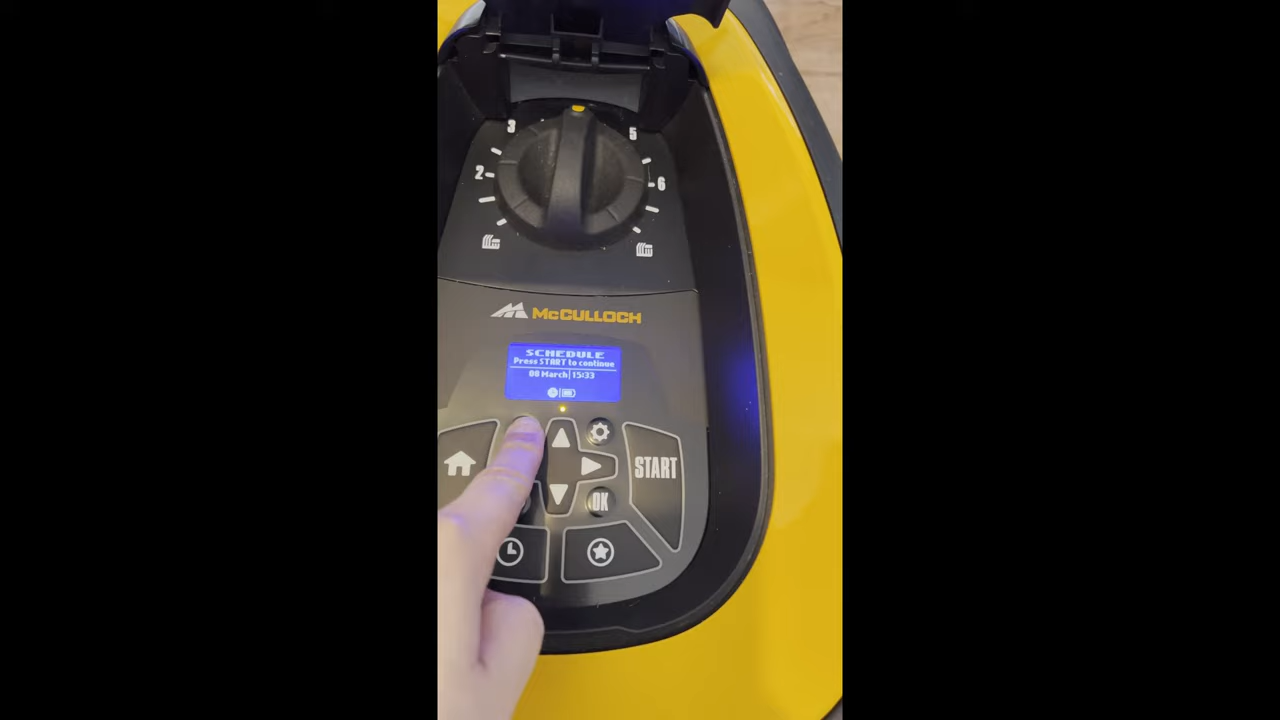 3
5
2
6
McCULLOCH
SCHEDULE
Press START to continue
08 March|15:33
START
OK